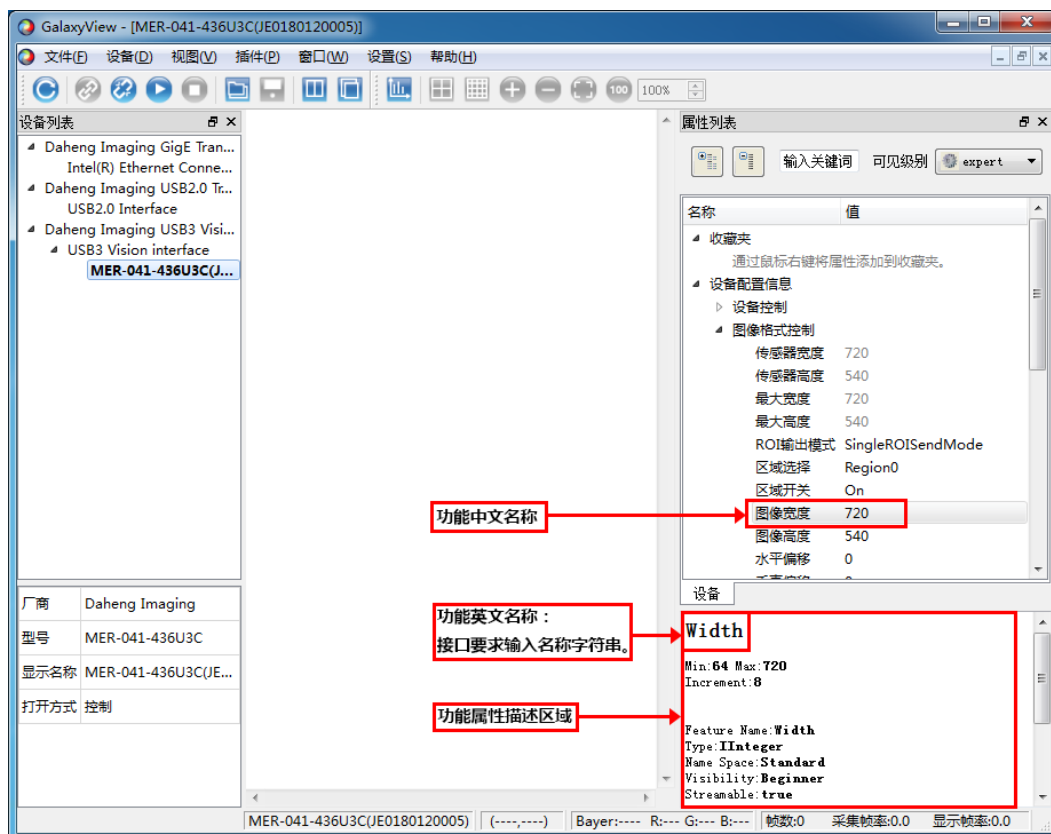 GalaxyView - [MER-041-436U3C(JE0180120005)]
文件(F) 设备(D) 视图(V) 插件(P) 窗口(W) 设置(S) 帮助(H)
100 100%
设备列表
Daheng Imaging GigE Tran...
Intel(R) Ethernet Conne...
Daheng Imaging USB2.0 Tr...
USB2.0 Interface
Daheng Imaging USB3 Visi...
USB3 Vision interface
MER-041-436U3C(J...
厂商 Daheng Imaging
型号 MER-041-436U3C
显示名称 MER-041-436U3C(JE...
打开方式 控制
功能中文名称
功能英文名称：
接口要求输入名称字符串。
功能属性描述区域
属性列表
输入关键词 可见级别 expert
名称 值
收藏夹
通过鼠标右键将属性添加到收藏夹。
设备配置信息
设备控制
图像格式控制
传感器宽度 720
传感器高度 540
最大宽度 720
最大高度 540
ROI输出模式 SingleROISendMode
区域选择 Region0
区域开关 On
图像宽度 720
图像高度 540
水平偏移 0
设备
Width
Min:64 Max:720
Increment:8
Feature Name:Width
Type:IInteger
Name Space:Standard
Visibility:Beginner
Streamable:true
MER-041-436U3C(JE0180120005) (----,----) Bayer:---- R:--- G:--- B:--- 帧数:0 采集帧率:0.0 显示帧率:0.0